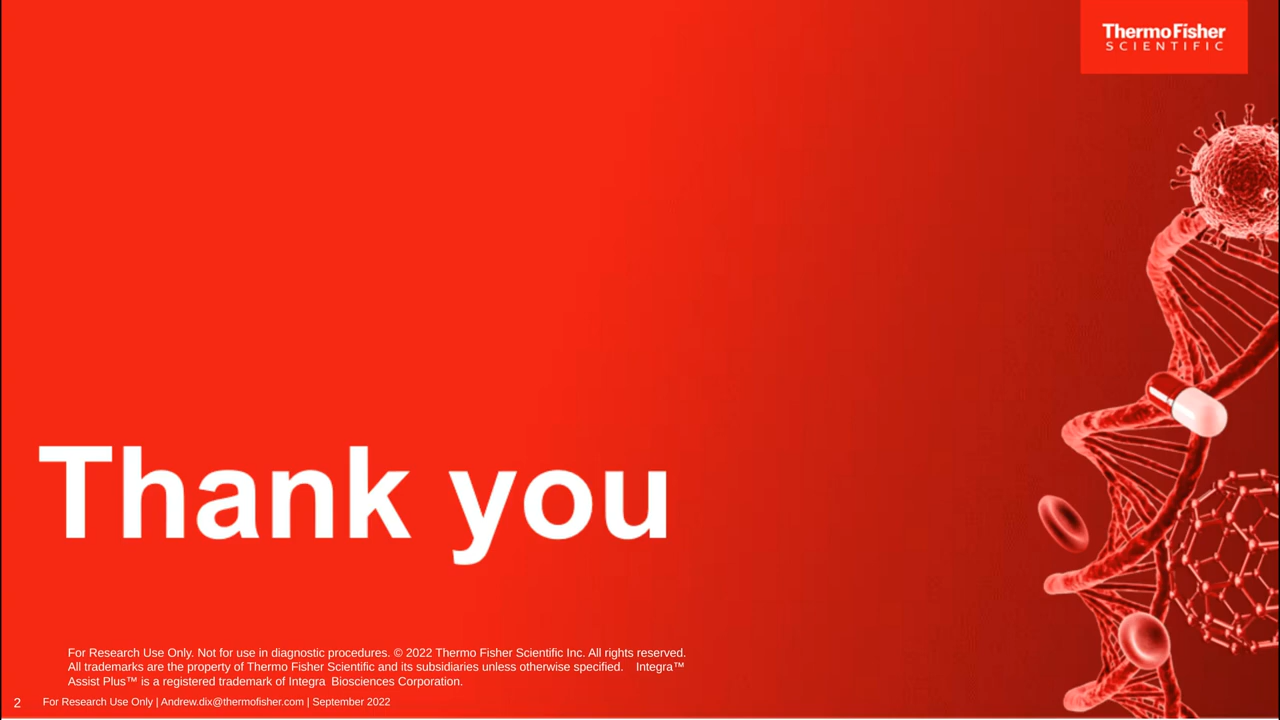 ThermoFisher
SCIENTIFIC
Thank you
For Research Use Only. Not for use in diagnostic procedures. © 2022 Thermo Fisher Scientific Inc. All rights reserved.
All trademarks are the property of Thermo Fisher Scientific and its subsidiaries unless otherwise specified. Integra™
Assist Plus™ is a registered trademark of Integra Biosciences Corporation.
2 For Research Use Only | Andrew.dix@thermofisher.com | September 2022